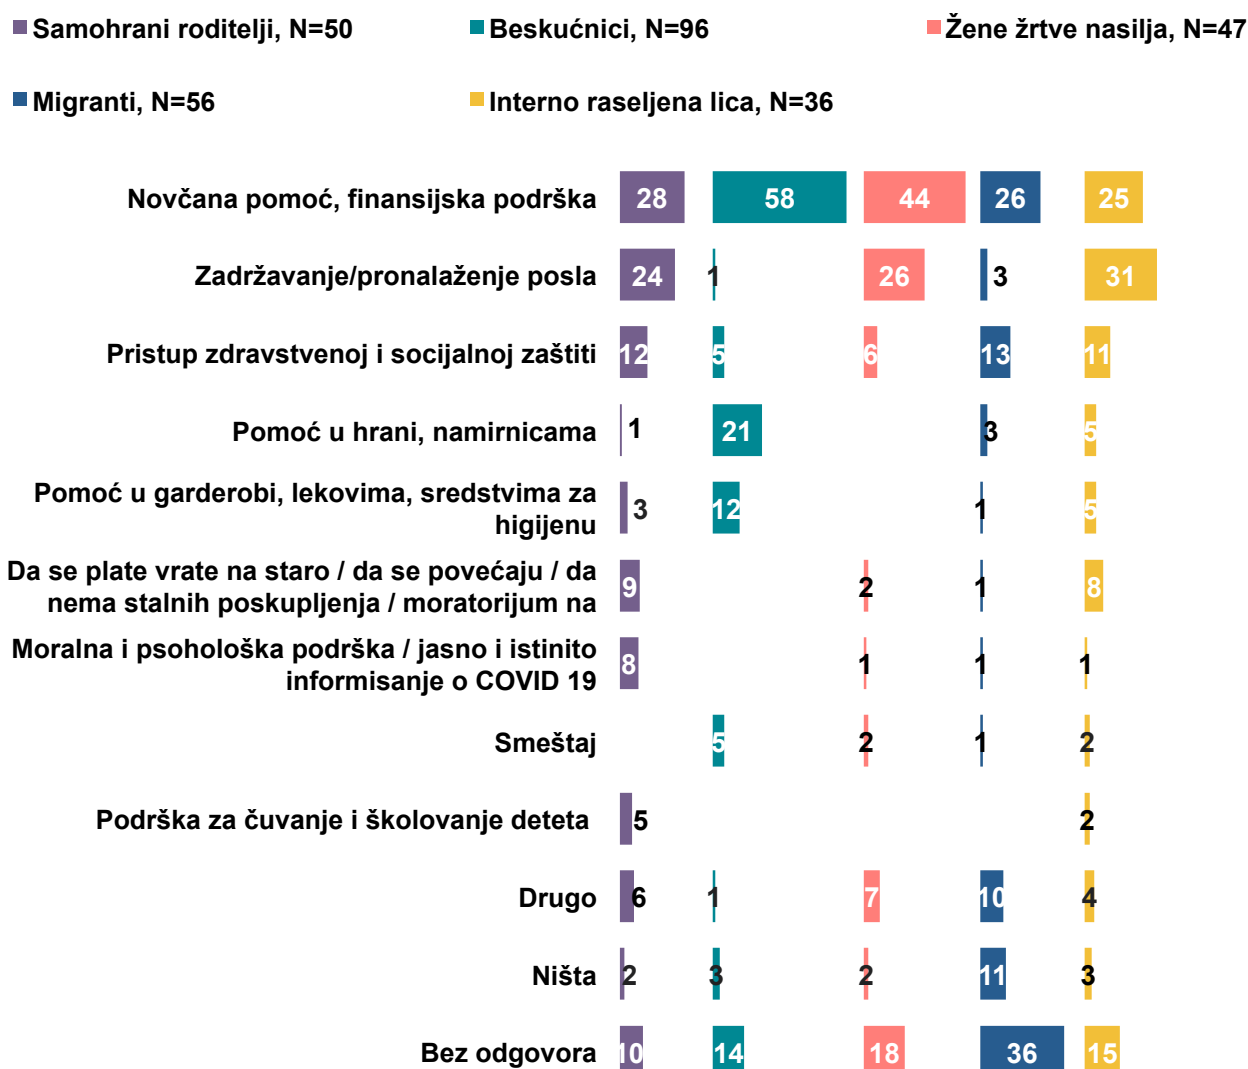 Samohrani roditelji, N=50 Beskućnici, N=96 Žene žrtve nasilja, N=47
Migranti, N=56 Interno raseljena lica, N=36
Novčana pomoć, finansijska podrška 28 58 44 26 25
Zadržavanje/pronalaženje posla 24 1 26 3 31
Pristup zdravstvenoj i socijalnoj zaštiti 12 5 6 13 11
Pomoć u hrani, namirnicama 1 21 3 5
Pomoć u garderobi, lekovima, sredstvima za
higijenu 3 12 1 5
Da se plate vrate na staro / da se povećaju / da
nema stalnih poskupljenja / moratorijum na 9 2 1 8
Moralna i psohološka podrška / jasno i istinito
informisanje o COVID 19 8 1 1 1
Smeštaj 5 2 1 2
Podrška za čuvanje i školovanje deteta 5 2
Drugo 6 1 7 10 4
Ništa 2 3 2 11 3
Bez odgovora 10 14 18 36 15